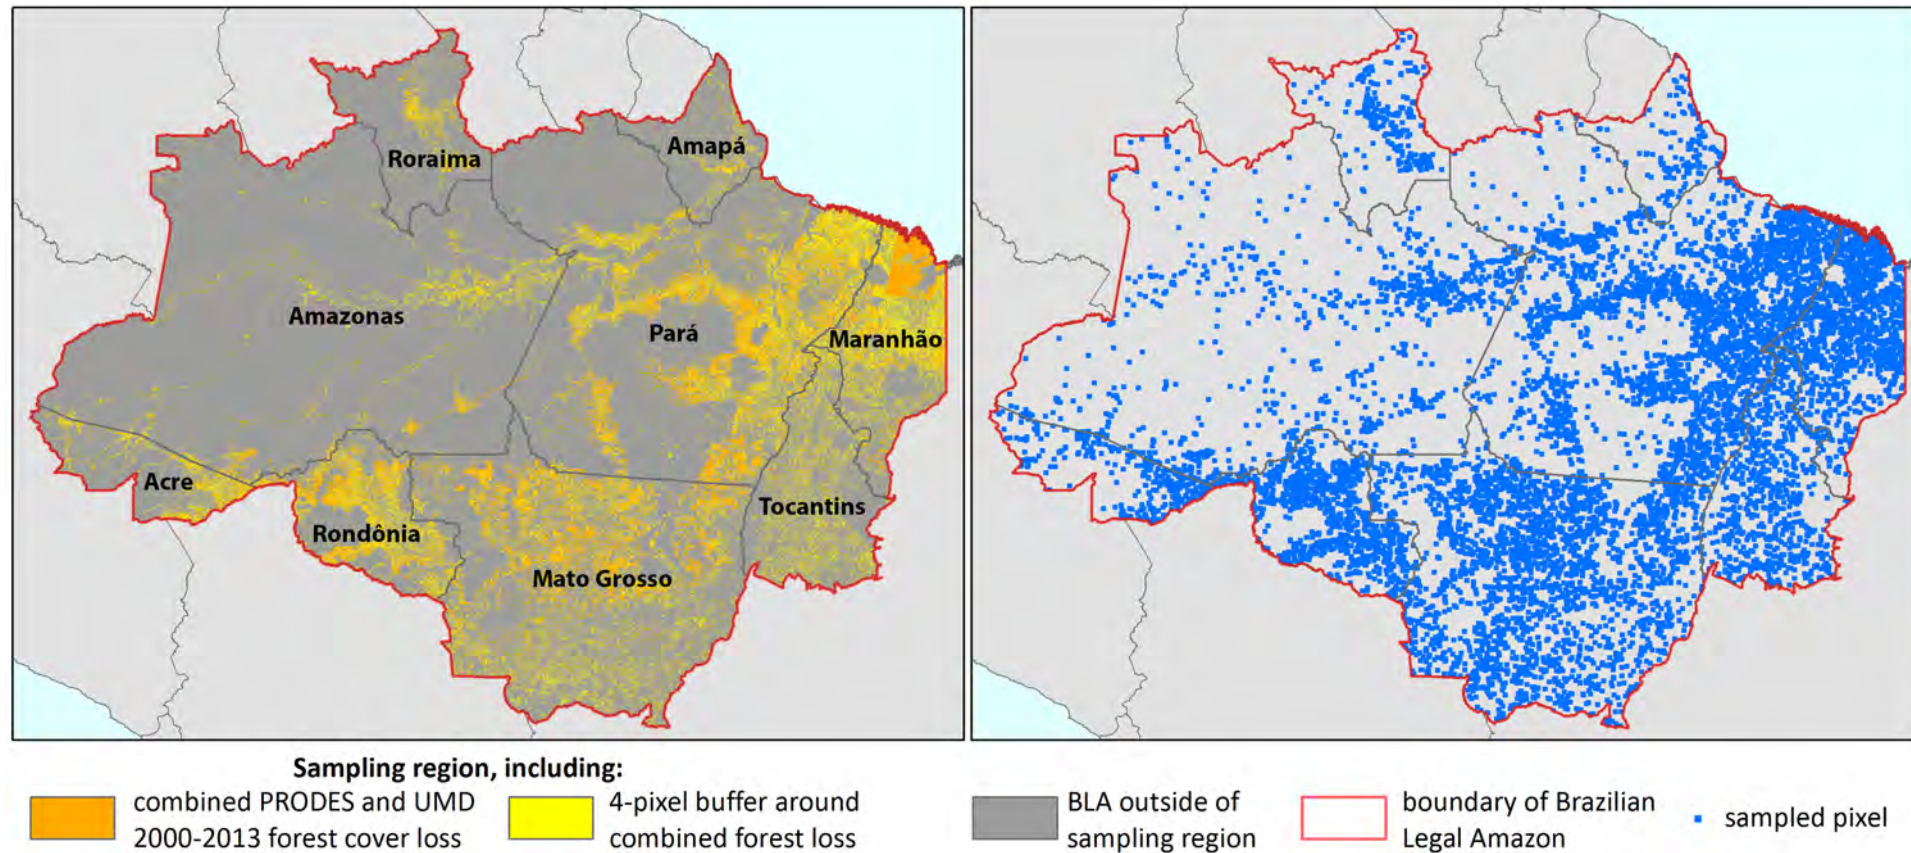 Roraima
Amapá
Amazonas
Pará
Maranhão
Acre
Rondônia
Tocantins
Mato Grosso
Sampling region, including:
combined PRODES and UMD
2000-2013 forest cover loss
4-pixel buffer around
combined forest loss
BLA outside of
sampling region
boundary of Brazilian
Legal Amazon
sampled pixel